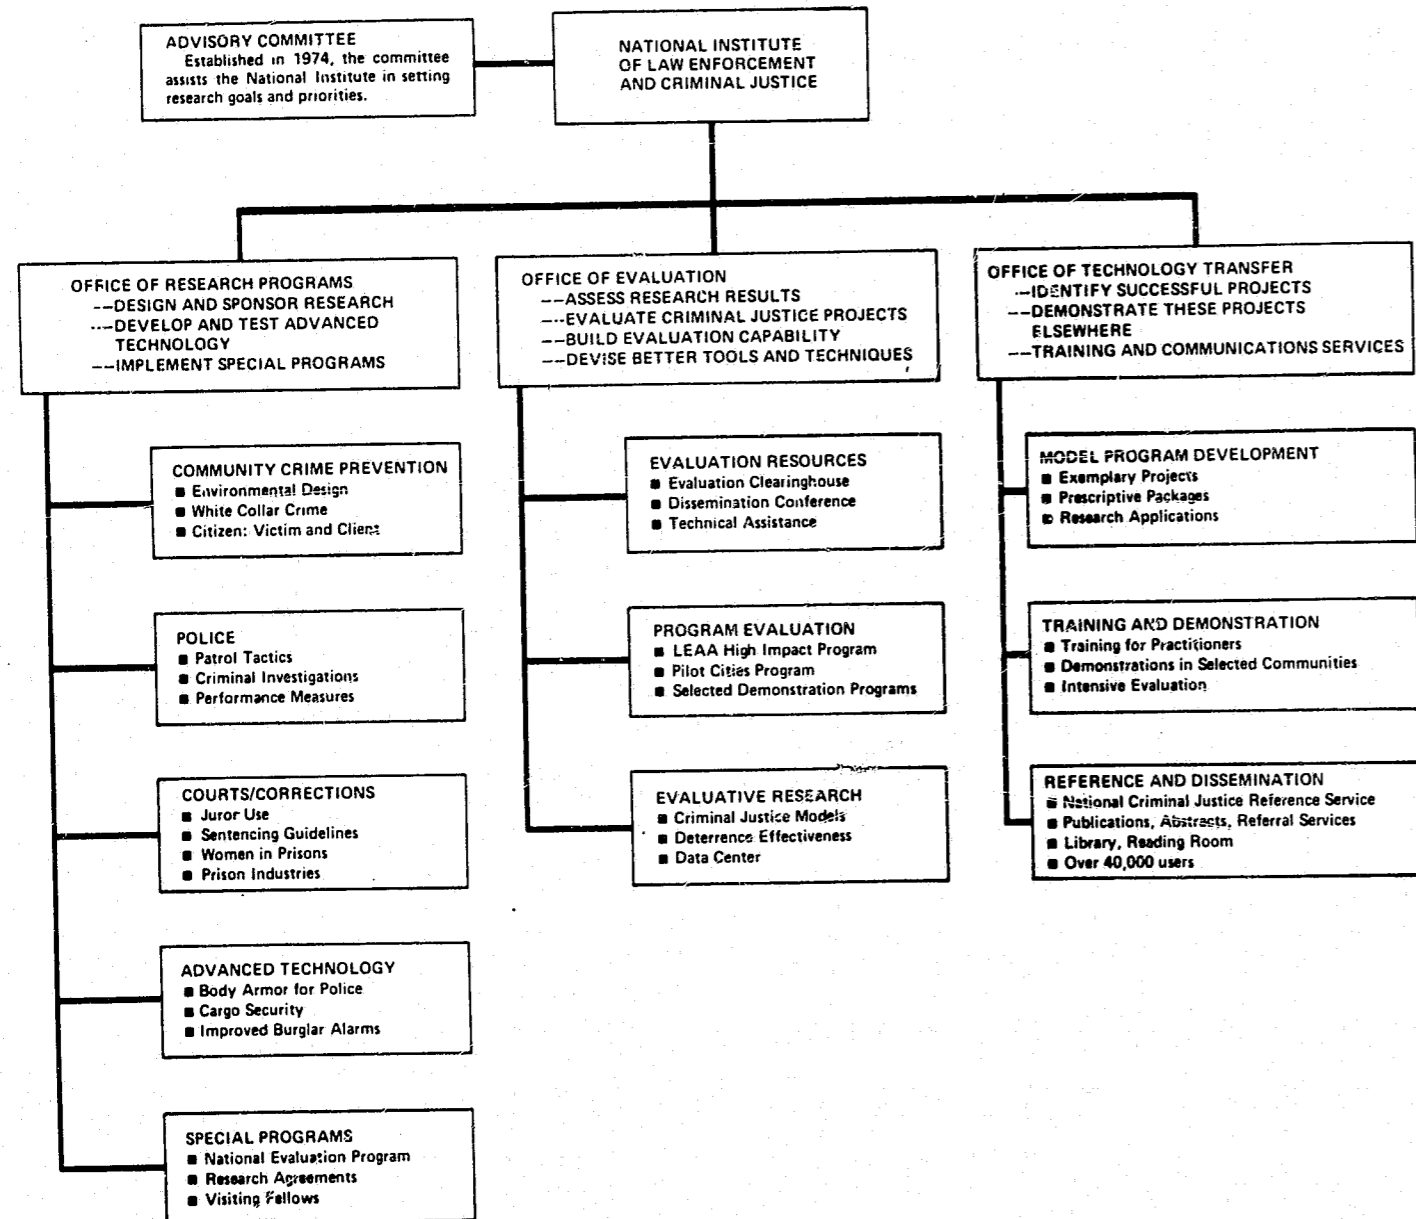 ADVISORY COMMITTEE
Established in 1974, the committee
assists the National Institute in setting
research goals and priorities.
NATIONAL INSTITUTE
OF LAW ENFORCEMENT
AND CRIMINAL JUSTICE
OFFICE OF RESEARCH PROGRAMS
--DESIGN AND SPONSOR RESEARCH
--DEVELOP AND TEST ADVANCED
TECHNOLOGY
--IMPLEMENT SPECIAL PROGRAMS
COMMUNITY CRIME PREVENTION
■ Environmental Design
■ White Collar Crime
■ Citizen: Victim and Client
POLICE
■ Patrol Tactics
■ Criminal Investigations
■ Performance Measures
COURTS/CORRECTIONS
■ Juror Use
■ Sentencing Guidelines
■ Women in Prisons
■ Prison Industries
ADVANCED TECHNOLOGY
■ Body Armor for Police
■ Cargo Security
■ Improved Burglar Alarms
SPECIAL PROGRAMS
■ National Evaluation Program
■ Research Agreements
■ Visiting Fellows
OFFICE OF EVALUATION
--ASSESS RESEARCH RESULTS
--EVALUATE CRIMINAL JUSTICE PROJECTS
--BUILD EVALUATION CAPABILITY
--DEVISE BETTER TOOLS AND TECHNIQUES
EVALUATION RESOURCES
■ Evaluation Clearinghouse
■ Dissemination Conference
■ Technical Assistance
PROGRAM EVALUATION
■ LEAA High Impact Program
■ Pilot Cities Program
■ Selected Demonstration Programs
EVALUATIVE RESEARCH
■ Criminal Justice Models
■ Deterrence Effectiveness
■ Data Center
OFFICE OF TECHNOLOGY TRANSFER
--IDENTIFY SUCCESSFUL PROJECTS
--DEMONSTRATE THESE PROJECTS
ELSEWHERE
--TRAINING AND COMMUNICATIONS SERVICES
MODEL PROGRAM DEVELOPMENT
■ Exemplary Projects
■ Prescriptive Packages
■ Research Applications
TRAINING AND DEMONSTRATION
■ Training for Practitioners
■ Demonstrations in Selected Communities
■ Intensive Evaluation
REFERENCE AND DISSEMINATION
■ National Criminal Justice Reference Service
■ Publications, Abstracts, Referral Services
■ Library, Reading Room
■ Over 40,000 users